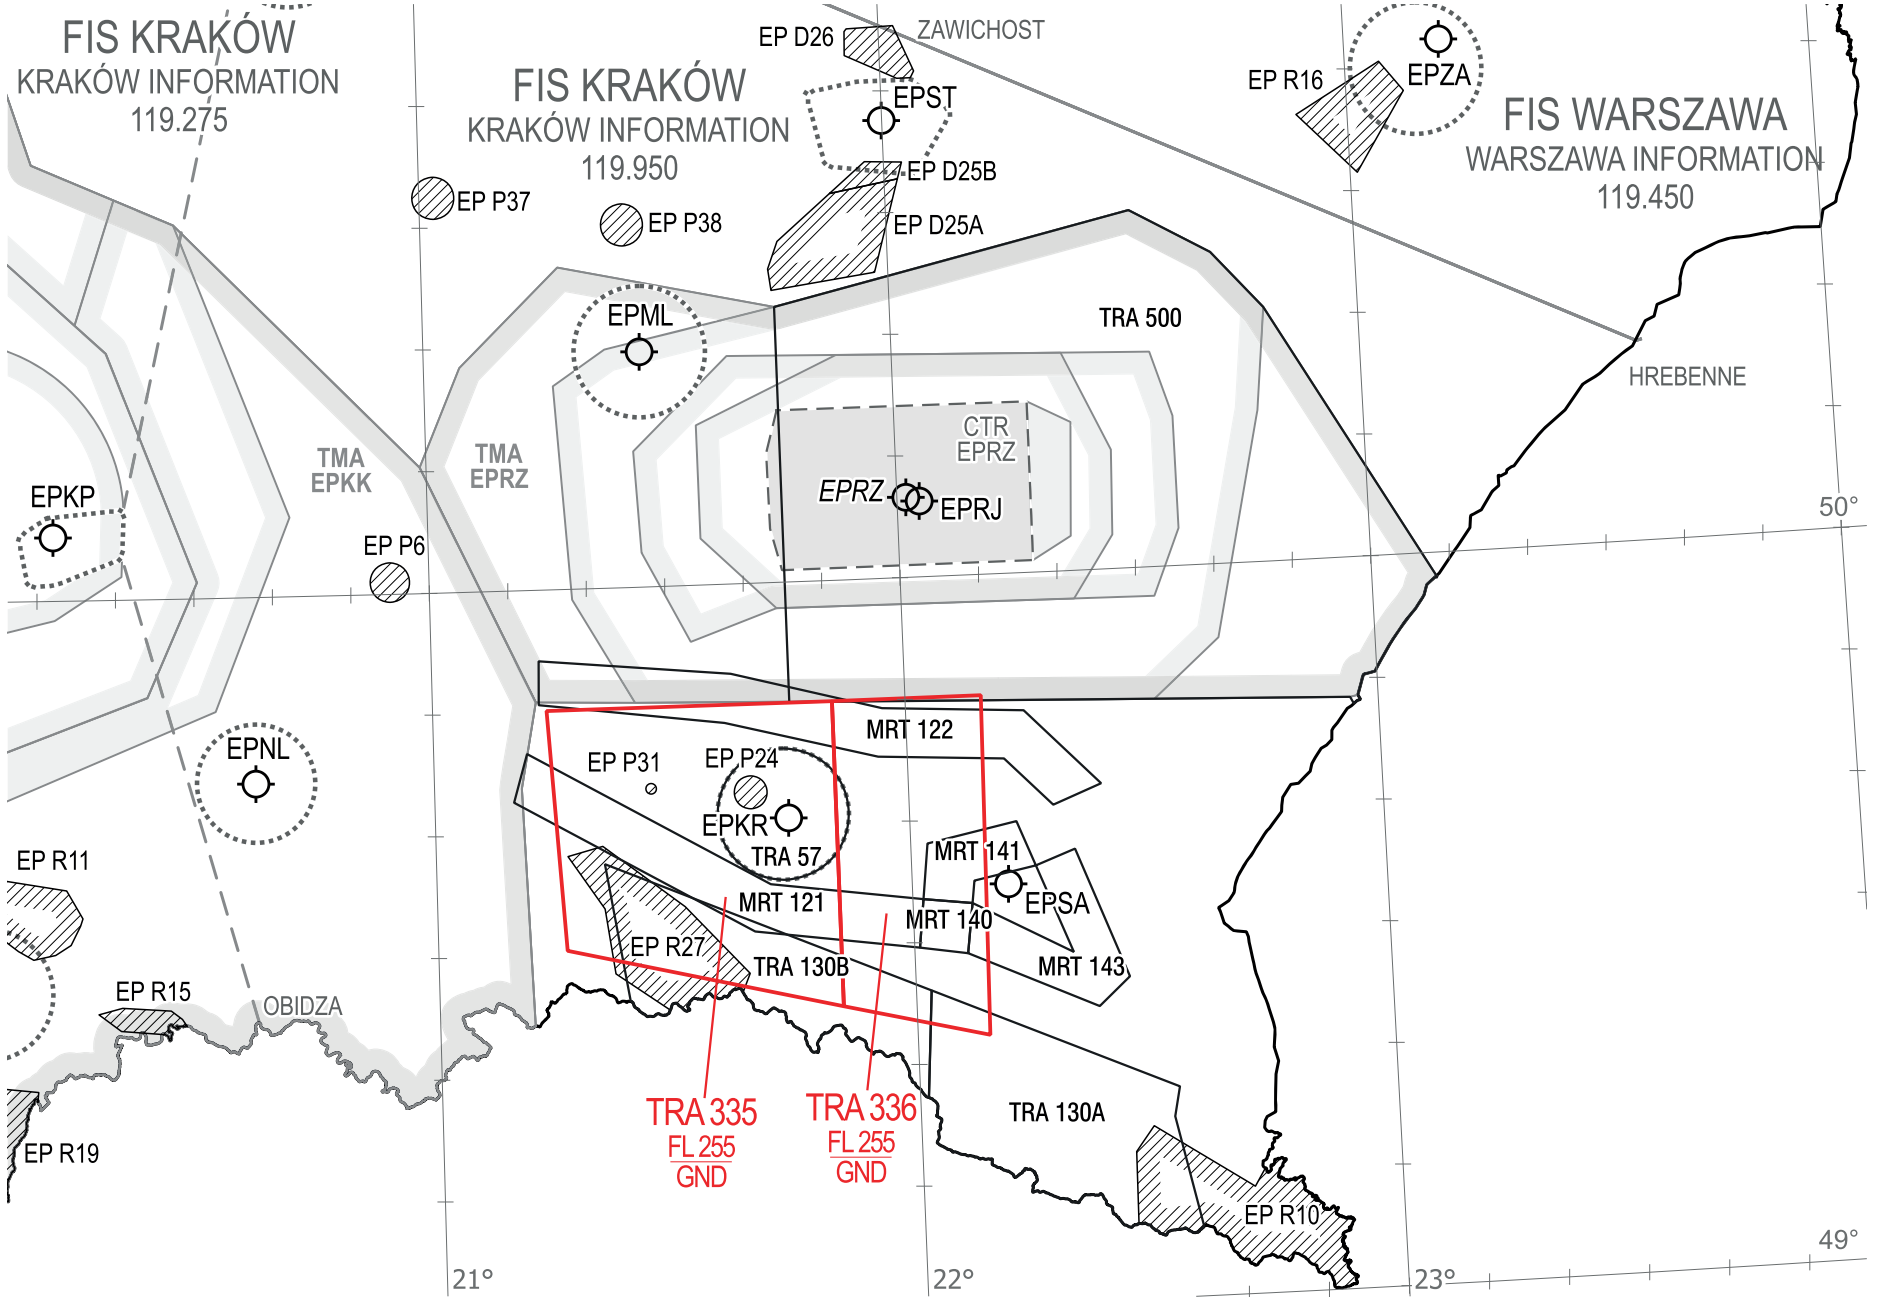 FIS KRAKÓW
KRAKÓW INFORMATION
119.275
FIS KRAKÓW
KRAKÓW INFORMATION
119.950
EP D26
ZAWICHOST
EPST
EP R16
EPZA
FIS WARSZAWA
WARSZAWA INFORMATION
119.450
EP P37
EP P38
EP D25B
EP D25A
EPML
TRA 500
HREBENNE
TMA
EPKK
TMA
EPRZ
CTR
EPRZ
EPKP
EPRZ
EPRJ
50°
EP P6
EPNL
MRT 122
EP P31
EP P24
EPKR
TRA 57
MRT 141
EP R11
MRT 121
MRT 140
EPSA
EP R27
TRA 130B
MRT 143
EP R15
OBIDZA
TRA 335
FL 255
GND
TRA 336
FL 255
GND
TRA 130A
EP R19
EP R10
49°
21°
22°
23°